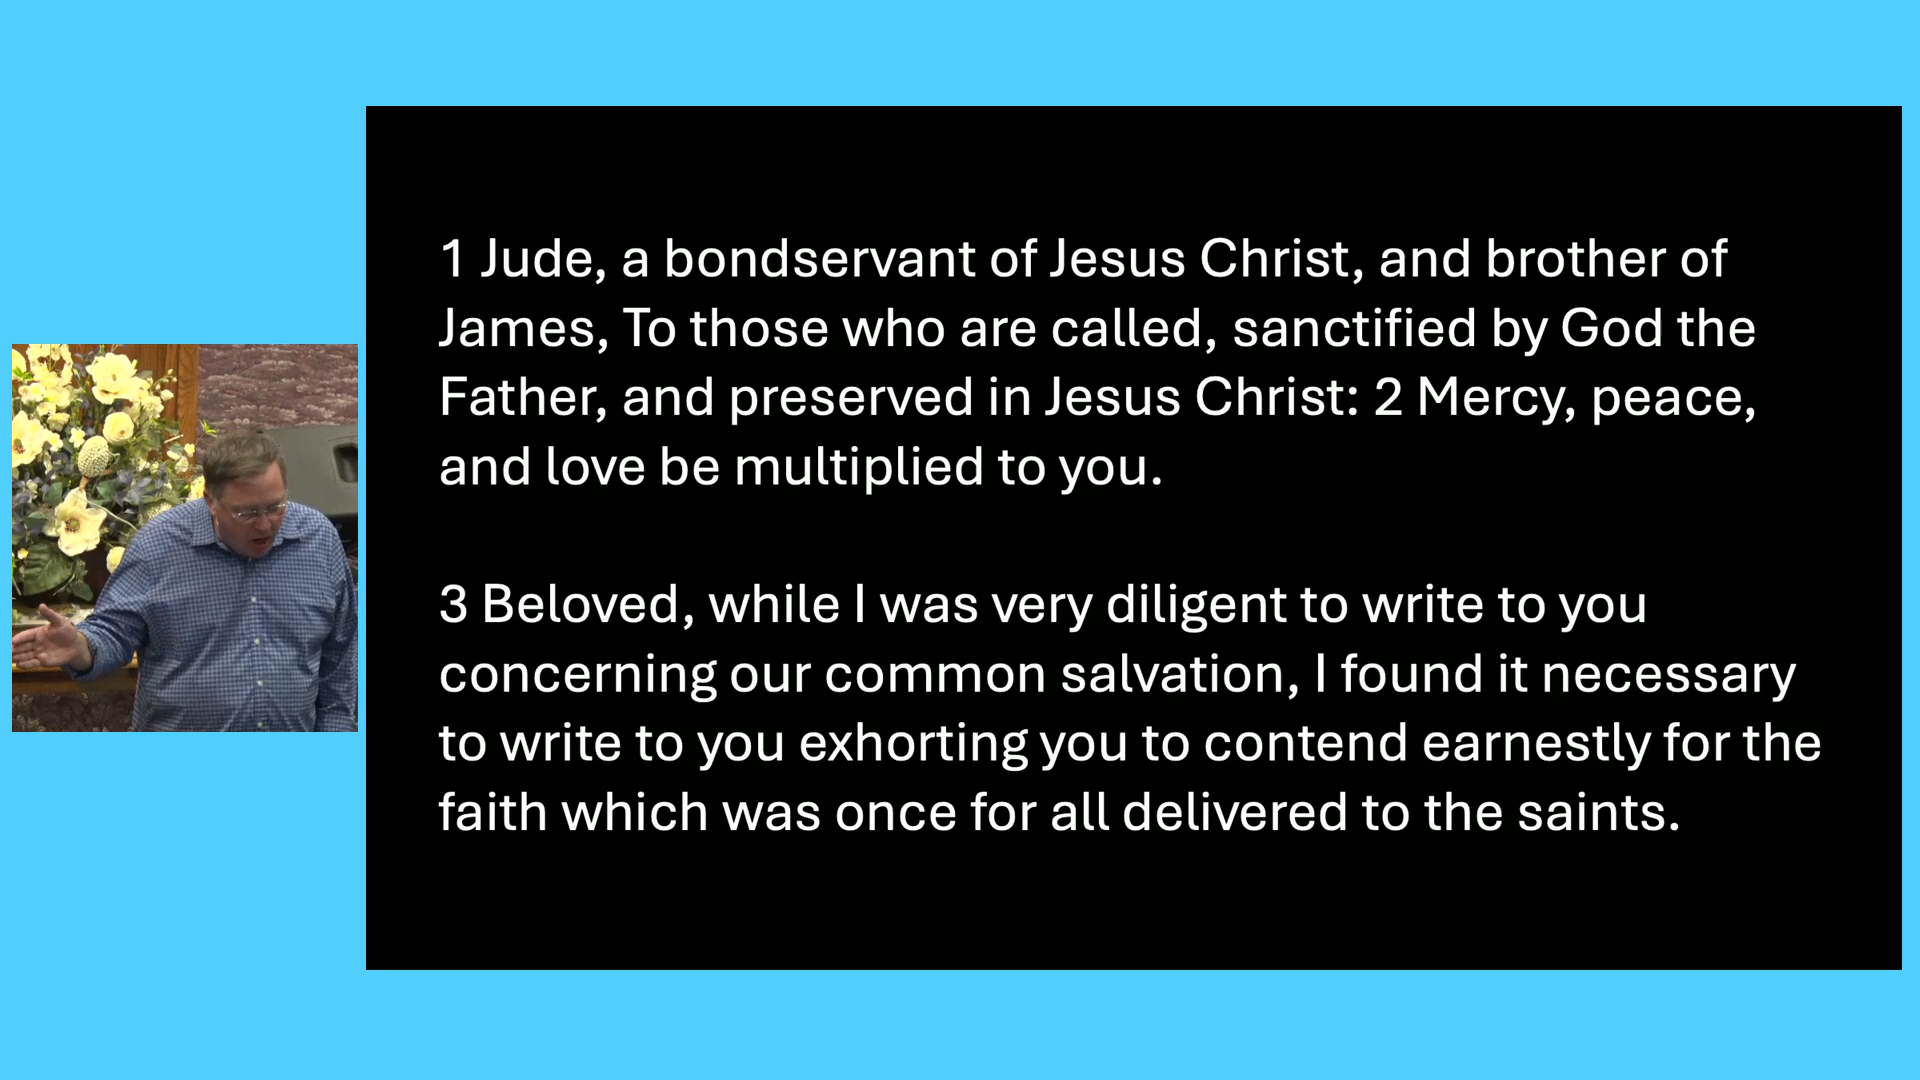 1 Jude, a bondservant of Jesus Christ, and brother of
James, To those who are called, sanctified by God the
Father, and preserved in Jesus Christ: 2 Mercy, peace,
and love be multiplied to you.
3 Beloved, while I was very diligent to write to you
concerning our common salvation, I found it necessary
to write to you exhorting you to contend earnestly for the
faith which was once for all delivered to the saints.